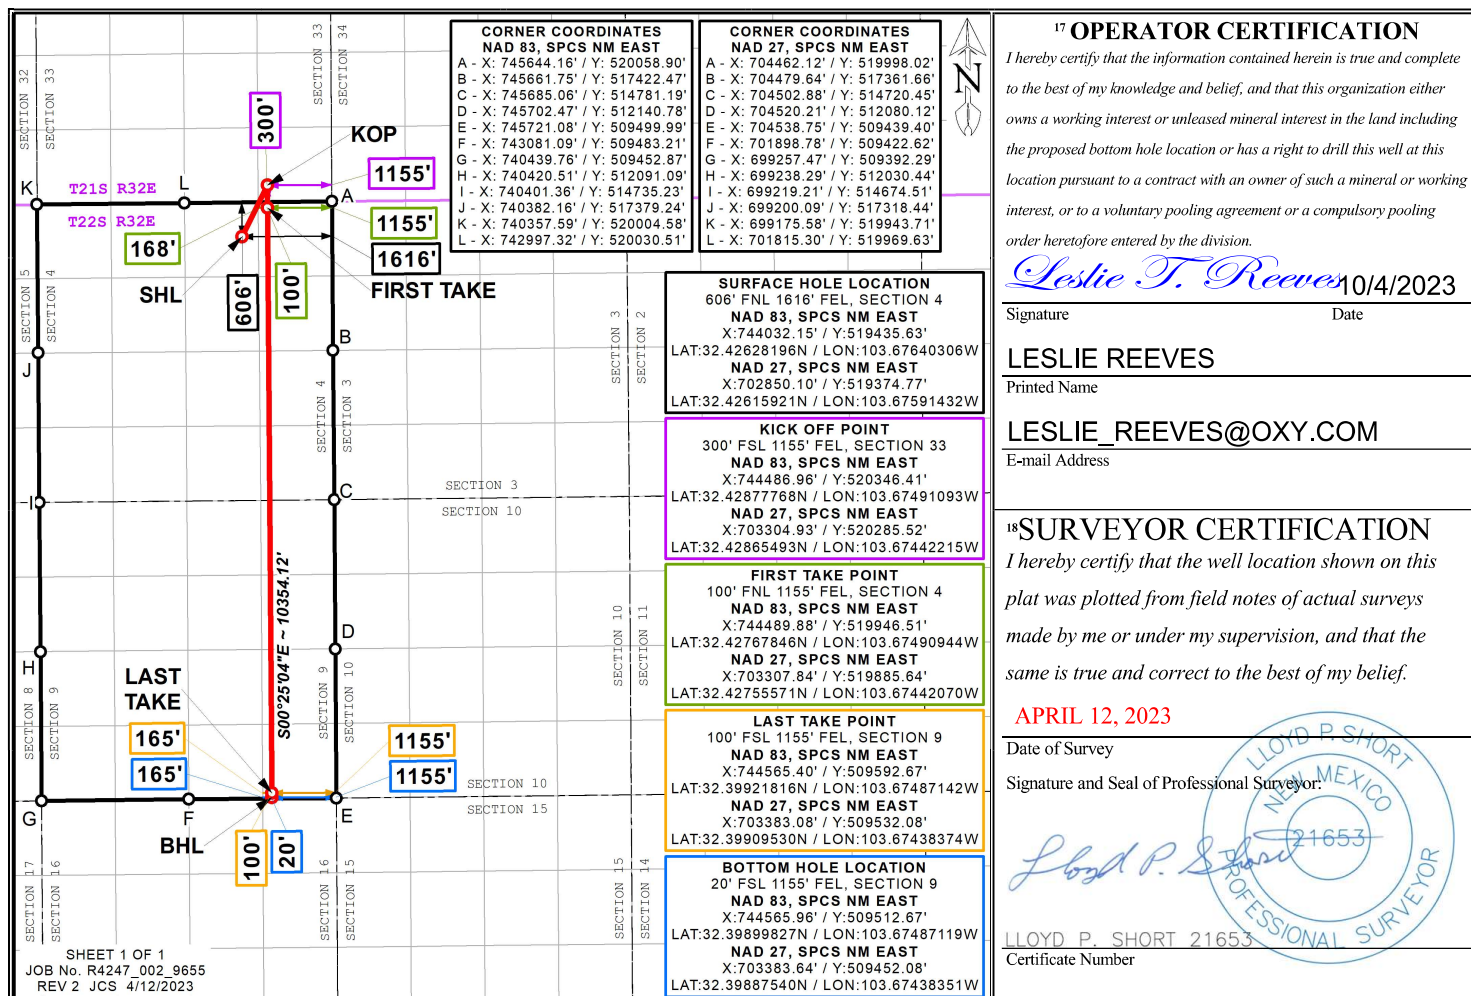 SECTION 32
SECTION 33
SECTION 33
SECTION 34
300'
KOP
1155'
K
T21S R32E
L
A
T22S R32E
168'
1155'
1616'
SHL
606'
100'
FIRST TAKE
SECTION 5
SECTION 4
B
SECTION 3
SECTION 2
J
SECTION 4
SECTION 3
I
C
SECTION 3
SECTION 10
S00°25'04"E ~ 10354.12'
SECTION 10
SECTION 11
H
D
LAST
TAKE
SECTION 8
SECTION 9
SECTION 9
SECTION 10
165'
1155'
165'
1155'
SECTION 10
SECTION 15
G
F
E
BHL
100'
20'
SECTION 17
SECTION 16
SECTION 16
SECTION 15
SECTION 15
SECTION 14
SHEET 1 OF 1
JOB No. R4247_002_9655
REV 2 JCS 4/12/2023
CORNER COORDINATES
NAD 83, SPCS NM EAST
A - X: 745644.16' / Y: 520058.90'
B - X: 745661.75' / Y: 517422.47'
C - X: 745685.06' / Y: 514781.19'
D - X: 745702.47' / Y: 512140.78'
E - X: 745721.08' / Y: 509499.99'
F - X: 743081.09' / Y: 509483.21'
G - X: 740439.76' / Y: 509452.87'
H - X: 740420.51' / Y: 512091.09'
I - X: 740401.36' / Y: 514735.23'
J - X: 740382.16' / Y: 517379.24'
K - X: 740357.59' / Y: 520004.58'
L - X: 742997.32' / Y: 520030.51'
CORNER COORDINATES
NAD 27, SPCS NM EAST
A - X: 704462.12' / Y: 519998.02'
B - X: 704479.64' / Y: 517361.66'
C - X: 704502.88' / Y: 514720.45'
D - X: 704520.21' / Y: 512080.12'
E - X: 704538.75' / Y: 509439.40'
F - X: 701898.78' / Y: 509422.62'
G - X: 699257.47' / Y: 509392.29'
H - X: 699238.29' / Y: 512030.44'
I - X: 699219.21' / Y: 514674.51'
J - X: 699200.09' / Y: 517318.44'
K - X: 699175.58' / Y: 519943.71'
L - X: 701815.30' / Y: 519969.63'
N
SURFACE HOLE LOCATION
606' FNL 1616' FEL, SECTION 4
NAD 83, SPCS NM EAST
X:744032.15' / Y:519435.63'
LAT:32.42628196N / LON:103.67640306W
NAD 27, SPCS NM EAST
X:702850.10' / Y:519374.77'
LAT:32.42615921N / LON:103.67591432W
KICK OFF POINT
300' FSL 1155' FEL, SECTION 33
NAD 83, SPCS NM EAST
X:744486.96' / Y:520346.41'
LAT:32.42877768N / LON:103.67491093W
NAD 27, SPCS NM EAST
X:703304.93' / Y:520285.52'
LAT:32.42865493N / LON:103.67442215W
FIRST TAKE POINT
100' FNL 1155' FEL, SECTION 4
NAD 83, SPCS NM EAST
X:744489.88' / Y:519946.51'
LAT:32.42767846N / LON:103.67490944W
NAD 27, SPCS NM EAST
X:703307.84' / Y:519885.64'
LAT:32.42755571N / LON:103.67442070W
LAST TAKE POINT
100' FSL 1155' FEL, SECTION 9
NAD 83, SPCS NM EAST
X:744565.40' / Y:509592.67'
LAT:32.39921816N / LON:103.67487142W
NAD 27, SPCS NM EAST
X:703383.08' / Y:509532.08'
LAT:32.39909530N / LON:103.67438374W
BOTTOM HOLE LOCATION
20' FSL 1155' FEL, SECTION 9
NAD 83, SPCS NM EAST
X:744565.96' / Y:509512.67'
LAT:32.39899827N / LON:103.67487119W
NAD 27, SPCS NM EAST
X:703383.64' / Y:509452.08'
LAT:32.39887540N / LON:103.67438351W
17 OPERATOR CERTIFICATION
I hereby certify that the information contained herein is true and complete
to the best of my knowledge and belief, and that this organization either
owns a working interest or unleased mineral interest in the land including
the proposed bottom hole location or has a right to drill this well at this
location pursuant to a contract with an owner of such a mineral or working
interest, or to a voluntary pooling agreement or a compulsory pooling
order heretofore entered by the division.
Leslie T. Reeves 10/4/2023
Signature Date
LESLIE REEVES
Printed Name
LESLIE_REEVES@OXY.COM
E-mail Address
18 SURVEYOR CERTIFICATION
I hereby certify that the well location shown on this
plat was plotted from field notes of actual surveys
made by me or under my supervision, and that the
same is true and correct to the best of my belief.
APRIL 12, 2023
Date of Survey
Signature and Seal of Professional Surveyor:
LLOYD P. SHORT
NEW MEXICO
21653
PROFESSIONAL SURVEYOR
Lloyd P. Short
LLOYD P. SHORT 21653
Certificate Number